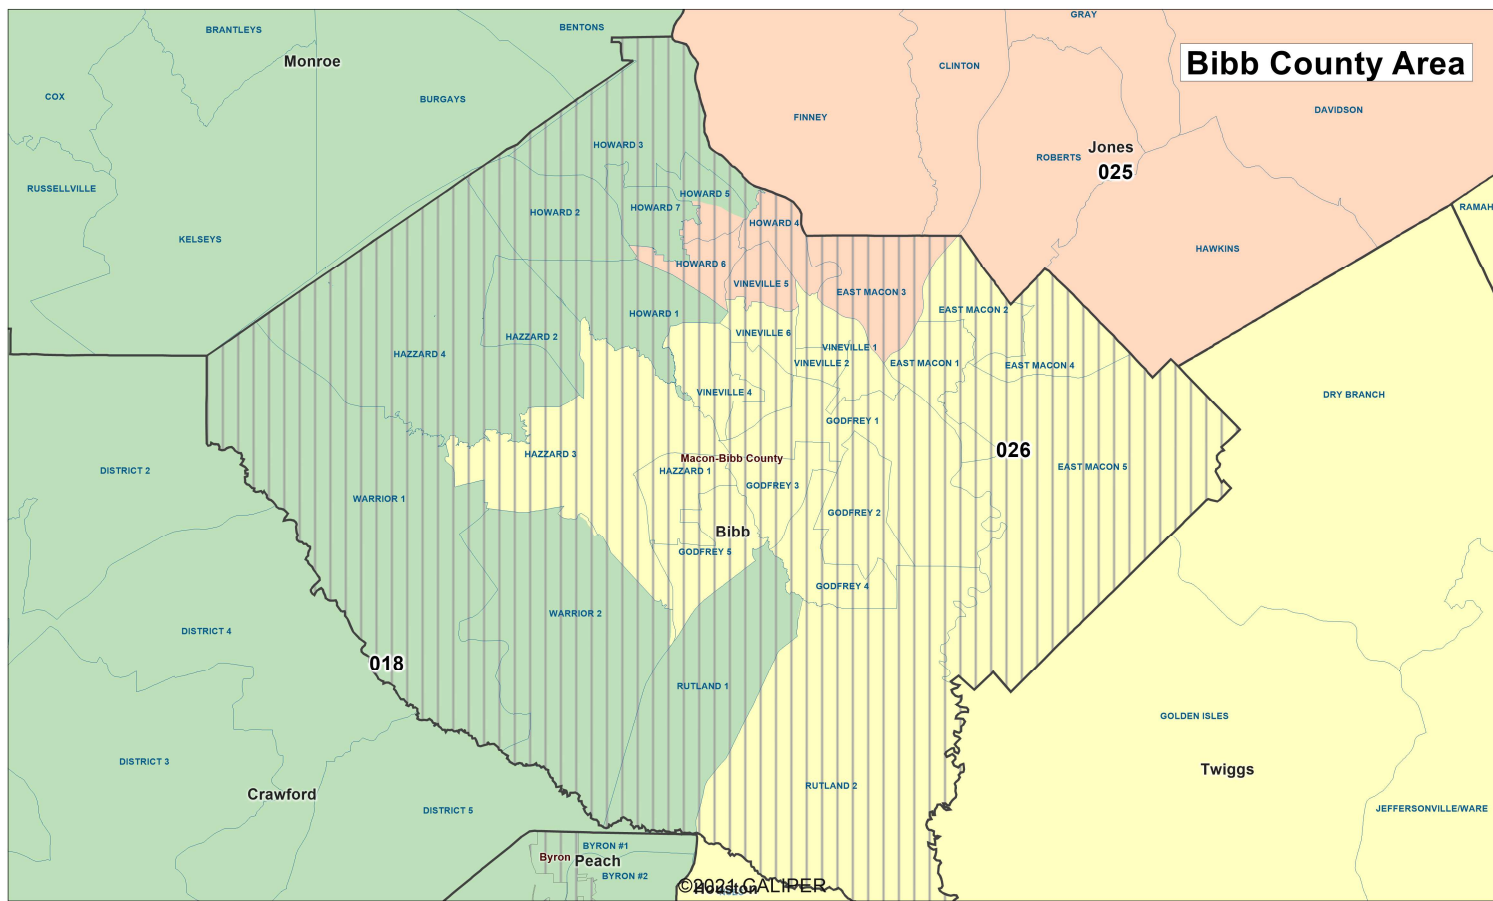 GRAY
BRANTLEYS
BENTONS
Monroe
Bibb County Area
CLINTON
COX
BURGAYS
DAVIDSON
FINNEY
HOWARD 3
Jones
ROBERTS
025
RUSSELLVILLE
HOWARD 5
HOWARD 7
RAMAH
HOWARD 2
HOWARD 4
KELSEYS
HAWKINS
HOWARD 6
VINEVILLE 5
EAST MACON 3
HOWARD 1
EAST MACON 2
VINEVILLE 6
HAZZARD 2
VINEVILLE 1
HAZZARD 4
VINEVILLE 2
EAST MACON 1
EAST MACON 4
VINEVILLE 4
DRY BRANCH
GODFREY 1
026
HAZZARD 3
Macon-Bibb County
EAST MACON 5
DISTRICT 2
HAZZARD 1
GODFREY 3
WARRIOR 1
GODFREY 2
Bibb
GODFREY 5
GODFREY 4
WARRIOR 2
DISTRICT 4
018
RUTLAND 1
GOLDEN ISLES
DISTRICT 3
Twiggs
RUTLAND 2
Crawford
DISTRICT 5
JEFFERSONVILLE/WARE
BYRON #1
Byron
Peach
BYRON #2
©2021 CALIPER
Houston